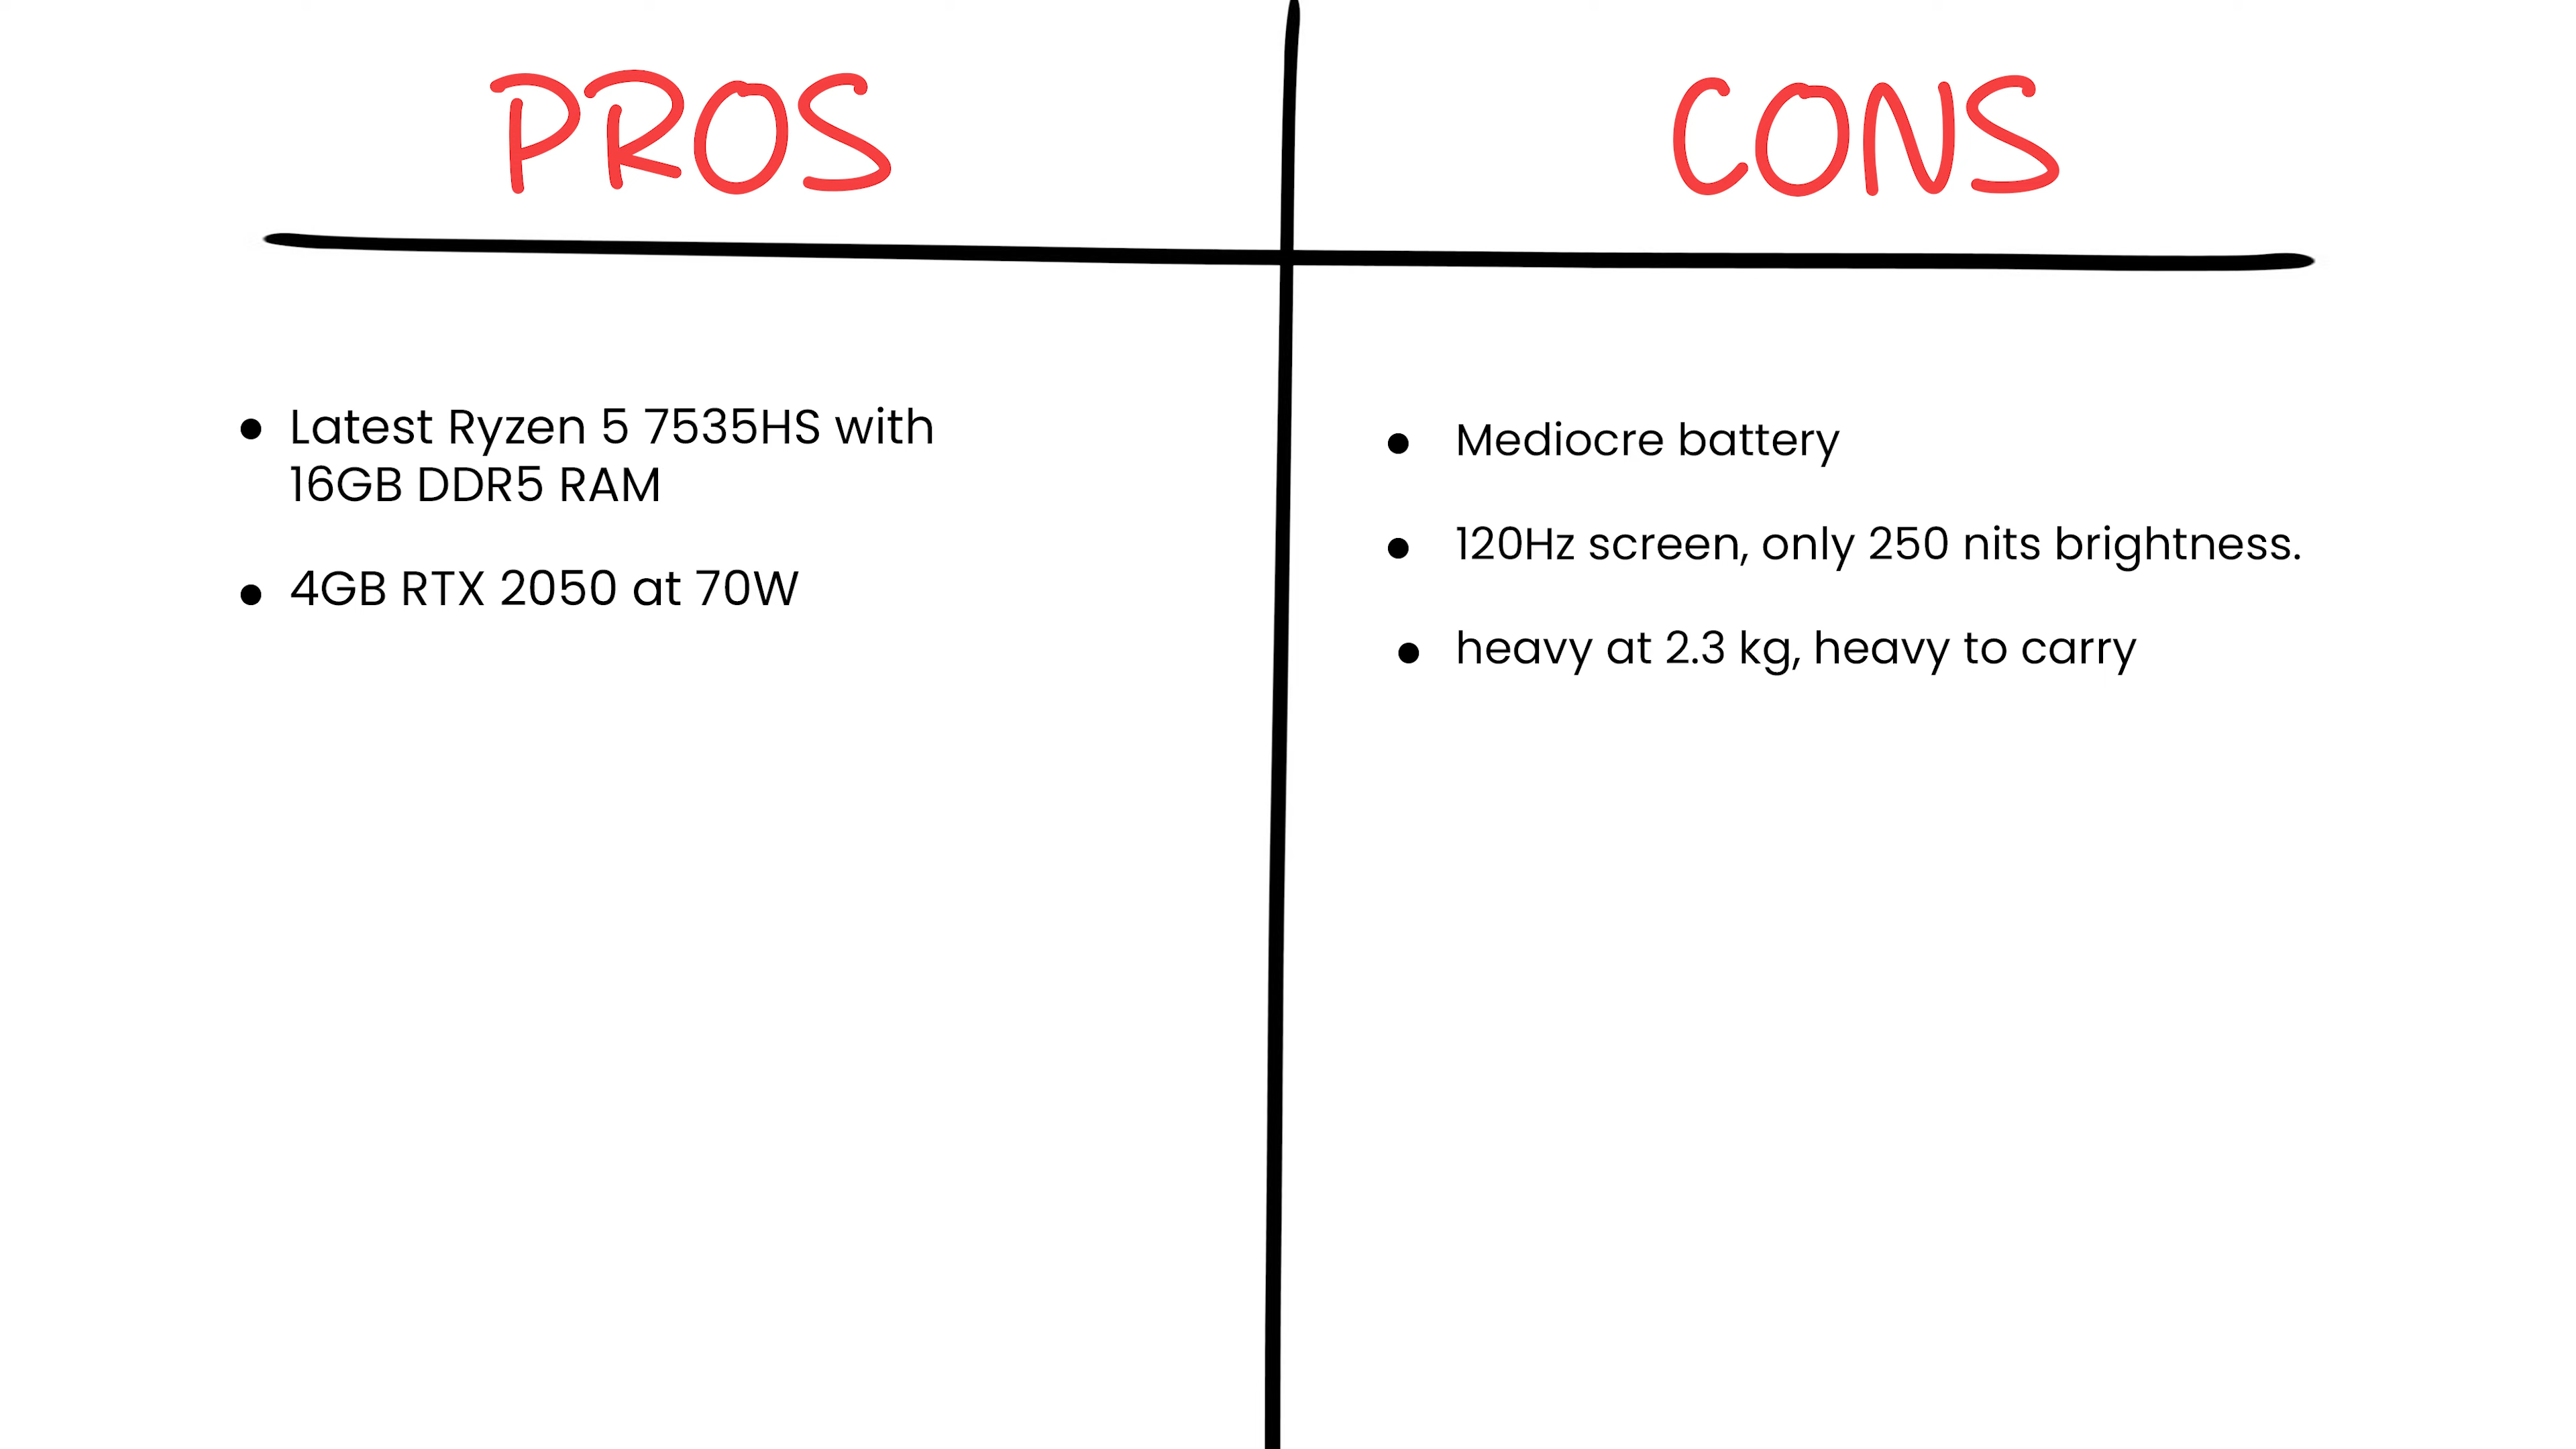 PROS
CONS
● Latest Ryzen 5 7535HS with
16GB DDR5 RAM
● 4GB RTX 2050 at 70W
● Mediocre battery
● 120Hz screen, only 250 nits brightness.
● heavy at 2.3 kg, heavy to carry